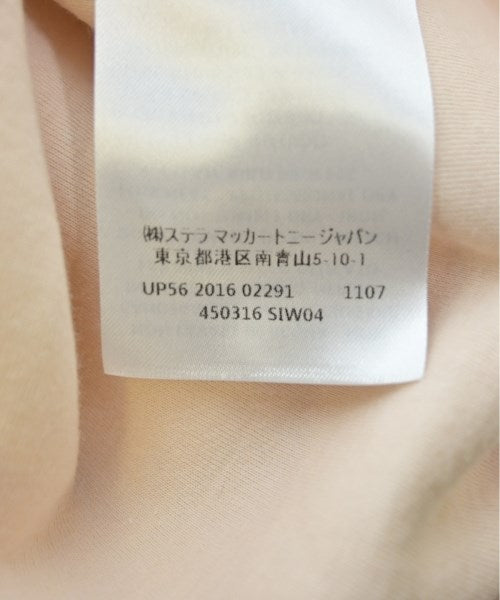 ㈱ステラ マッカートニージャパン
東京都港区南青山5-10-1
UP56 2016 02291 1107
450316 SIW04